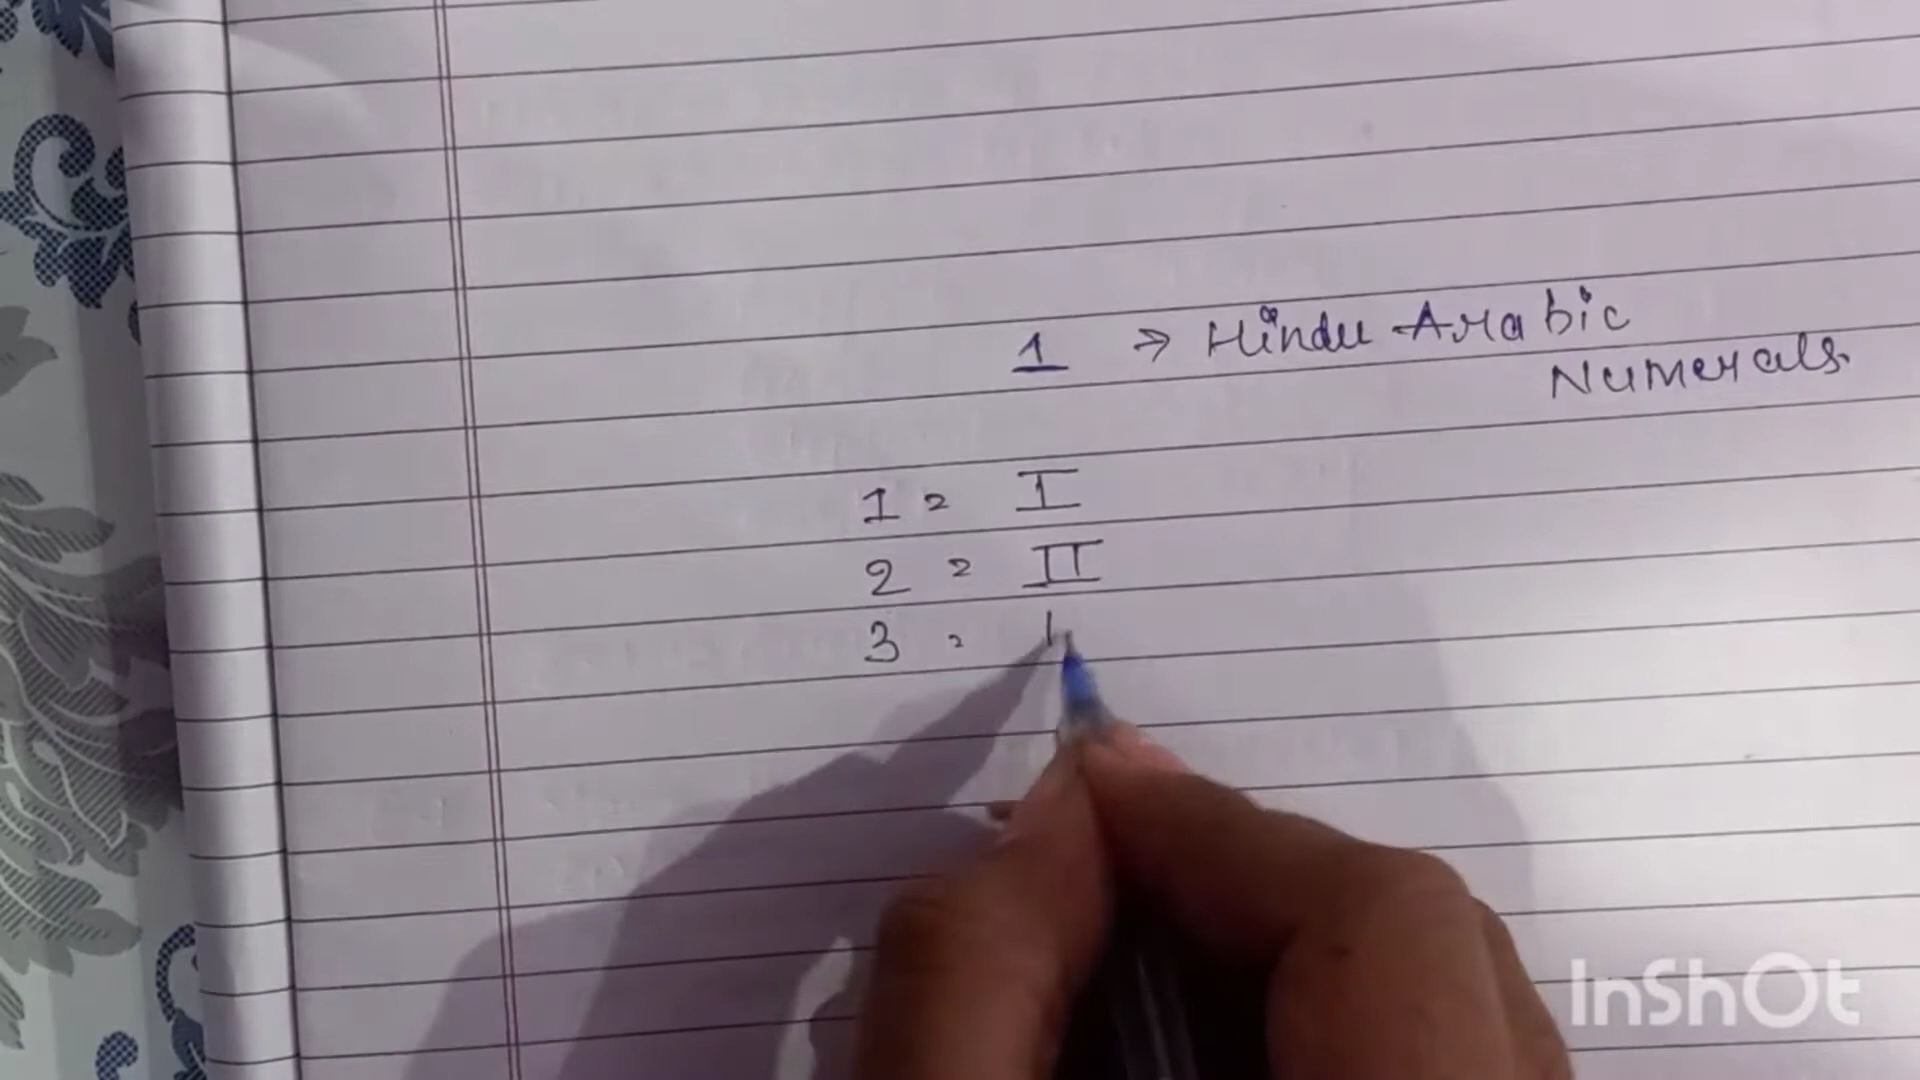 1 → Hindu-Arabic
Numerals.
1 = I
2 = II
3 = I
InShOt